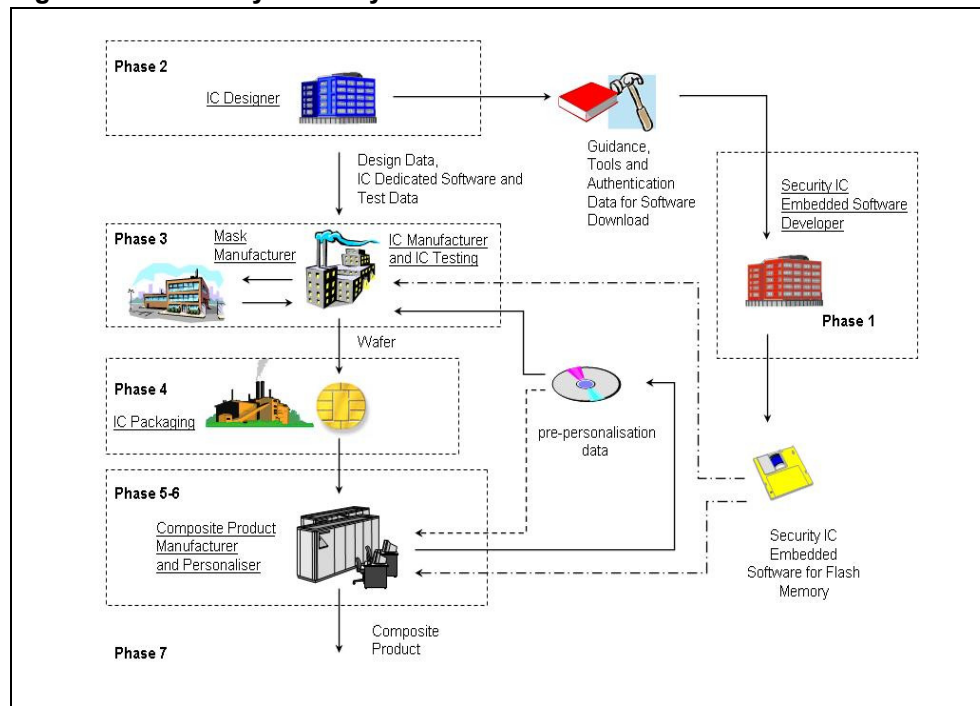 Phase 2
IC Designer
Design Data,
IC Dedicated Software and
Test Data
Guidance,
Tools and
Authentication
Data for Software
Download
Security IC
Embedded Software
Developer
Phase 1
Phase 3
Mask
Manufacturer
IC Manufacturer
and IC Testing
Wafer
Phase 4
IC Packaging
pre-personalisation
data
Phase 5-6
Composite Product
Manufacturer
and Personaliser
Security IC
Embedded
Software for Flash
Memory
Composite
Product
Phase 7